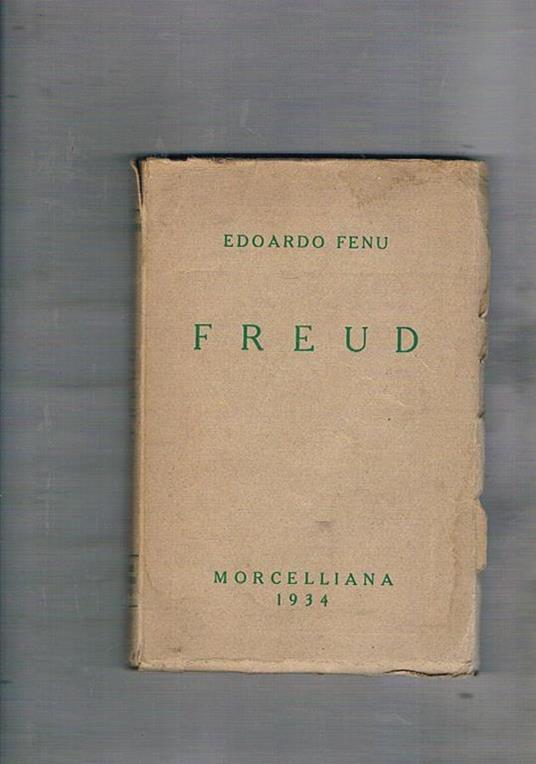 EDOARDO FENU
FREUD
MORCELLIANA
1934